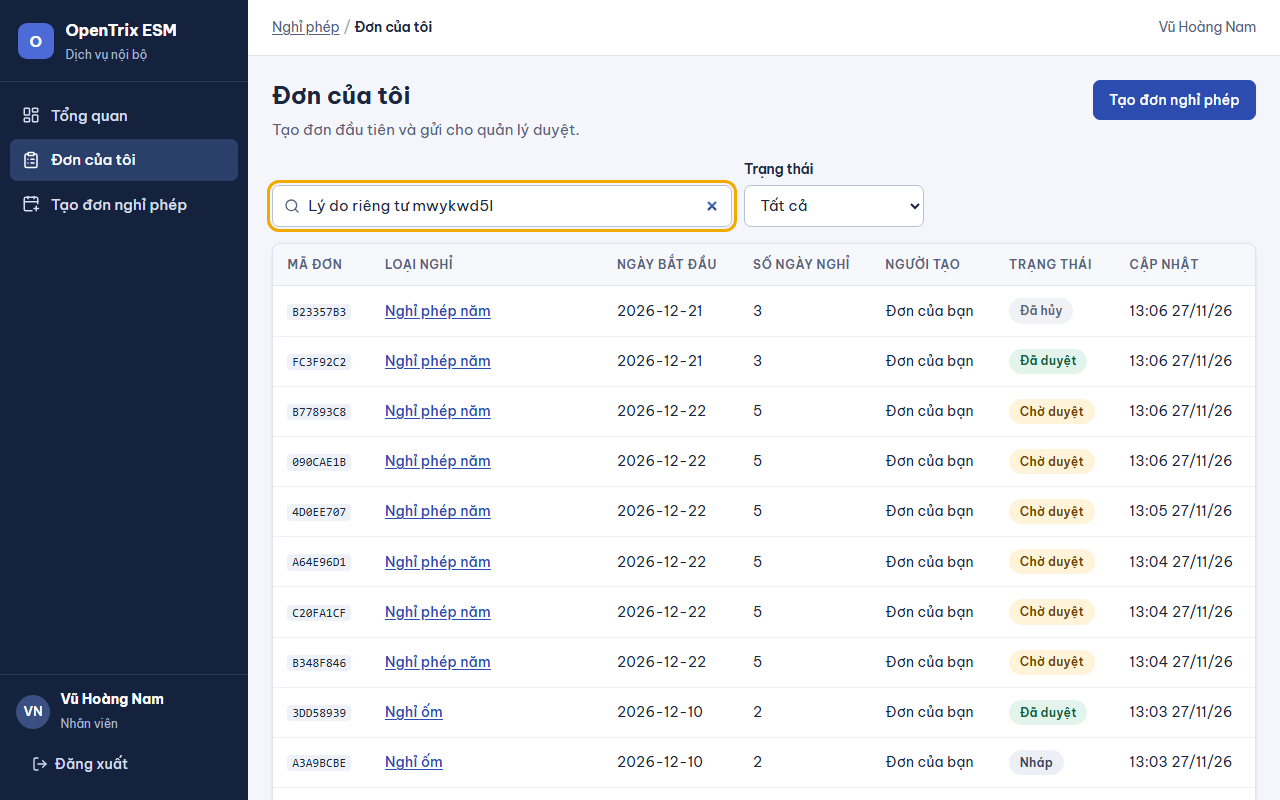 OpenTrix ESM
O
Dịch vụ nội bộ
Tổng quan
Đơn của tôi
Tạo đơn nghỉ phép
VN
Vũ Hoàng Nam
Nhân viên
Đăng xuất
Nghỉ phép / Đơn của tôi
Vũ Hoàng Nam
Đơn của tôi
Tạo đơn đầu tiên và gửi cho quản lý duyệt.
Tạo đơn nghỉ phép
Trạng thái
Lý do riêng tư mwykwd5l
Tất cả
MÃ ĐƠN LOẠI NGHỈ NGÀY BẮT ĐẦU SỐ NGÀY NGHỈ NGƯỜI TẠO TRẠNG THÁI CẬP NHẬT
B23357B3 Nghỉ phép năm 2026-12-21 3 Đơn của bạn Đã hủy 13:06 27/11/26
FC3F92C2 Nghỉ phép năm 2026-12-21 3 Đơn của bạn Đã duyệt 13:06 27/11/26
B77893C8 Nghỉ phép năm 2026-12-22 5 Đơn của bạn Chờ duyệt 13:06 27/11/26
090CAE1B Nghỉ phép năm 2026-12-22 5 Đơn của bạn Chờ duyệt 13:06 27/11/26
4D0EE707 Nghỉ phép năm 2026-12-22 5 Đơn của bạn Chờ duyệt 13:05 27/11/26
A64E96D1 Nghỉ phép năm 2026-12-22 5 Đơn của bạn Chờ duyệt 13:04 27/11/26
C20FA1CF Nghỉ phép năm 2026-12-22 5 Đơn của bạn Chờ duyệt 13:04 27/11/26
B348F846 Nghỉ phép năm 2026-12-22 5 Đơn của bạn Chờ duyệt 13:04 27/11/26
3DD58939 Nghỉ ốm 2026-12-10 2 Đơn của bạn Đã duyệt 13:03 27/11/26
A3A9BCBE Nghỉ ốm 2026-12-10 2 Đơn của bạn Nháp 13:03 27/11/26